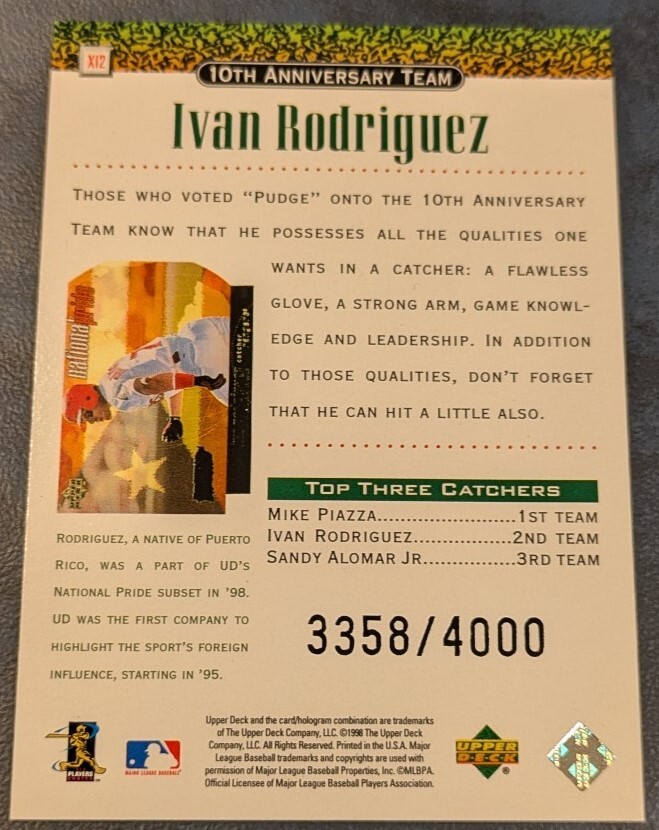 X12
10TH ANNIVERSARY TEAM
Ivan Rodriguez
THOSE WHO VOTED “PUDGE” ONTO THE 10TH ANNIVERSARY
TEAM KNOW THAT HE POSSESSES ALL THE QUALITIES ONE
WANTS IN A CATCHER: A FLAWLESS
GLOVE, A STRONG ARM, GAME KNOWL-
EDGE AND LEADERSHIP. IN ADDITION
TO THOSE QUALITIES, DON'T FORGET
THAT HE CAN HIT A LITTLE ALSO.
nationalpride
catcher
TOP THREE CATCHERS
MIKE PIAZZA.......................1ST TEAM
IVAN RODRIGUEZ................2ND TEAM
SANDY ALOMAR JR...............3RD TEAM
RODRIGUEZ, A NATIVE OF PUERTO
RICO, WAS A PART OF UD'S
NATIONAL PRIDE SUBSET IN '98.
UD WAS THE FIRST COMPANY TO
HIGHLIGHT THE SPORT'S FOREIGN
INFLUENCE, STARTING IN '95.
3358/4000
Upper Deck and the card/hologram combination are trademarks
of The Upper Deck Company, LLC. ©1998 The Upper Deck
Company, LLC. All Rights Reserved. Printed in the U.S.A. Major
League Baseball trademarks and copyrights are used with
permission of Major League Baseball Properties, Inc. ©MLBPA.
Official Licensee of Major League Baseball Players Association.
PLAYERS
CHOICE
MAJOR LEAGUE BASEBALL
UPPER
DECK
®